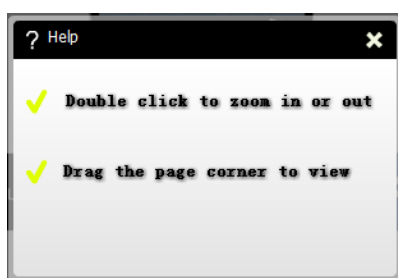 ? Help
Double click to zoom in or out
Drag the page corner to view